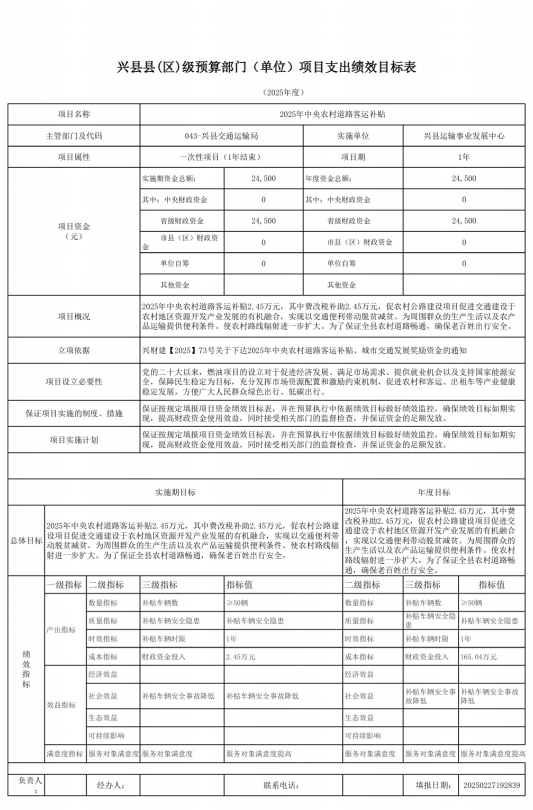 兴县县(区)级预算部门（单位）项目支出绩效目标表
（2025年度）
项目名称 2025年中央农村道路客运补贴
主管部门及代码 043-兴县交通运输局 实施单位 兴县运输事业发展中心
项目属性 一次性项目（1年结束） 项目期 1年
项目资金
（元）
实施期资金总额: 24,500 年度资金总额: 24,500
其中: 中央财政资金 0 其中: 中央财政资金 0
省级财政资金 24,500 省级财政资金 24,500
市县（区）财政资
金 0 市县（区）财政资金 0
单位自筹 0 单位自筹 0
其他资金 其他资金
项目概况
2025年中央农村道路客运补贴2.45万元, 其中费改税补助2.45万元, 促农村公路建设项目促进交通建设于
农村地区资源开发产业发展的有机融合, 实现以交通便利带动脱贫减贫。为周围群众的生产生活以及农产
品运输提供便利条件。使农村路线辐射进一步扩大。为了保证全县农村道路畅通, 确保老百姓出行安全。
立项依据 兴财建【2025】73号关于下达2025年中央农村道路客运补贴、城市交通发展奖励资金的通知
项目设立必要性
党的二十大以来, 燃油项目的设立对于促进经济发展、满足市场需求、提供就业机会以及支持国家能源安
全, 保障民生稳定为目标, 充分发挥市场资源配置和激励约束机制, 促进农村和客运、出租车等产业健康
稳定发展, 方便广大人民群众绿色出行、低碳出行。
保证项目实施的制度、措施
保证按规定填报项目资金绩效目标表, 并在预算执行中依据绩效目标做好绩效监控, 确保绩效目标如期实
现, 提高财政资金使用效益, 同时接受相关部门的监督检查, 并保证资金的足额发放。
项目实施计划
保证按规定填报项目资金绩效目标表, 并在预算执行中依据绩效目标做好绩效监控, 确保绩效目标如期实
现, 提高财政资金使用效益, 同时接受相关部门的监督检查, 并保证资金的足额发放。
实施期目标 年度目标
总体目标
2025年中央农村道路客运补贴2.45万元, 其中费改税补助2.45万元, 促农村公路建
设项目促进交通建设于农村地区资源开发产业发展的有机融合, 实现以交通便利带
动脱贫减贫。为周围群众的生产生活以及农产品运输提供便利条件。使农村路线辐
射进一步扩大。为了保证全县农村道路畅通, 确保老百姓出行安全。
2025年中央农村道路客运补贴2.45万元, 其中费
改税补助2.45万元, 促农村公路建设项目促进交
通建设于农村地区资源开发产业发展的有机融合
, 实现以交通便利带动脱贫减贫。为周围群众的
生产生活以及农产品运输提供便利条件。使农村
路线辐射进一步扩大。为了保证全县农村道路畅
通, 确保老百姓出行安全。
绩效指标
一级指标 二级指标 三级指标 指标值 二级指标 三级指标 指标值
产出指标
数量指标 补贴车辆数 ≥50辆 数量指标 补贴车辆数 ≥50辆
质量指标 补贴车辆安全隐患 补贴车辆安全隐患 质量指标 补贴车辆安全隐
患 补贴车辆安全隐患
时效指标 补贴车辆时限 1年 时效指标 补贴车辆时限 1年
成本指标 财政资金投入 2.45万元 成本指标 财政资金投入 165.04万元
效益指标
经济效益 经济效益
社会效益 补贴车辆安全事故降低 补贴车辆安全事故降低 社会效益 补贴车辆安全事
故降低 补贴车辆安全事故
降低
生态效益 生态效益
可持续影响 可持续影响
满意度指标 服务对象满意度 服务对象满意度 服务对象满意度提高 服务对象满意度 服务对象满意度 服务对象满意度提高
负责人
: 经办人: 联系电话: 填报日期: 20250227192839